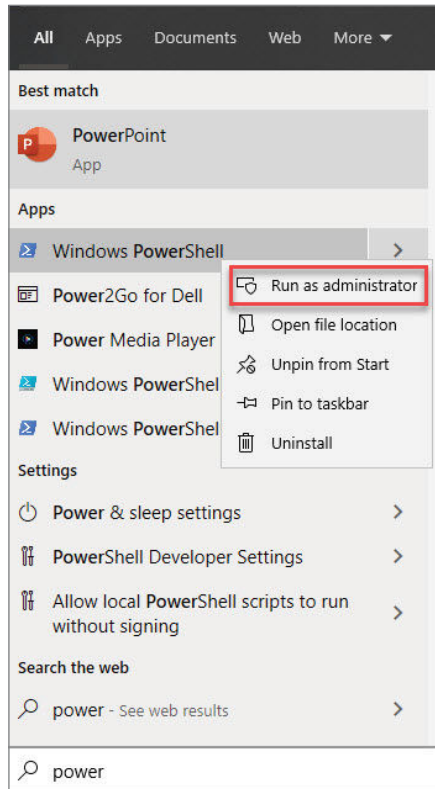 All Apps Documents Web More
Best match
P
PowerPoint
App
Apps
Windows PowerShell
Run as administrator
Power2Go for Dell
Open file location
Power Media Player
Unpin from Start
Windows PowerShel
Pin to taskbar
Windows PowerShel
Uninstall
Settings
Power & sleep settings
PowerShell Developer Settings
Allow local PowerShell scripts to run
without signing
Search the web
power - See web results
power